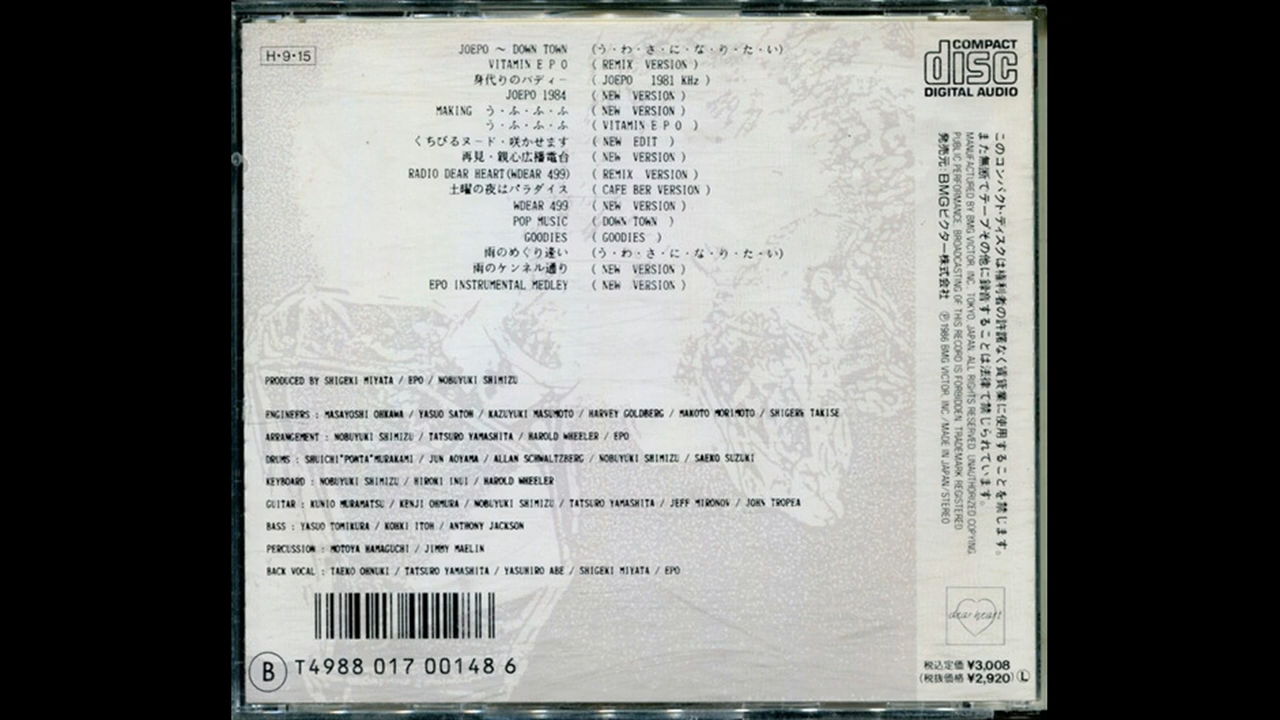 H·9·15
JOEPO ~ DOWN TOWN (う・わ・さ・に・な・り・た・い)
VITAMIN E P O ( REMIX VERSION )
身代りのバディー ( JOEPO 1981 KHz )
JOEPO 1984 ( NEW VERSION )
MAKING う・ふ・ふ・ふ ( NEW VERSION )
う・ふ・ふ・ふ ( VITAMIN E P O )
くちびるヌード・咲かせます ( NEW EDIT )
再見・親心広播電台 ( NEW VERSION )
RADIO DEAR HEART(WDEAR 499) ( REMIX VERSION )
土曜の夜はパラダイス ( CAFE BER VERSION )
WDEAR 499 ( NEW VERSION )
POP MUSIC ( DOWN TOWN )
GOODIES ( GOODIES )
雨のめぐり逢い (う・わ・さ・に・な・り・た・い)
雨のケンネル通り ( NEW VERSION )
EPO INSTRUMENTAL MEDLEY ( NEW VERSION )
PRODUCED BY SHIGEKI MIYATA / EPO / NOBUYUKI SHIMIZU
ENGINEERS : MASAYOSHI OHKAWA / YASUO SATOH / KAZUYUKI MASUMOTO / HARVEY GOLDBERG / MAKOTO MORIMOTO / SHIGERU TAKISE
ARRANGEMENT : NOBUYUKI SHIMIZU / TATSURO YAMASHITA / HAROLD WHEELER / EPO
DRUMS : SHUICHI"PONTA"MURAKAMI / JUN AOYAMA / ALLAN SCHWALTZBERG / NOBUYUKI SHIMIZU / SAEKO SUZUKI
KEYBOARD : NOBUYUKI SHIMIZU / HIROKI INUI / HAROLD WHEELER
GUITAR : KUNIO MURAMATSU / KENJI OHMURA / NOBUYUKI SHIMIZU / TATSURO YAMASHITA / JEFF MIRONOV / JOHN TROPEA
BASS : YASUO TOMIKURA / KOHKI ITOH / ANTHONY JACKSON
PERCUSSION : MOTOYA HAMAGUCHI / JIMMY MAELIN
BACK VOCAL : TAEKO OHNUKI / TATSURO YAMASHITA / YASUHIRO ABE / SHIGEKI MIYATA / EPO
B T4988 017 00148 6
COMPACT
disc
DIGITAL AUDIO
このコンパクト・ディスクは権利者の許諾なく賃貸業に使用することを禁じます。
また無断でテープその他に録音することは法律で禁じられています。
MANUFACTURED BY BMG VICTOR, INC., TOKYO, JAPAN. ALL RIGHTS RESERVED. UNAUTHORIZED COPYING,
PUBLIC PERFORMANCE, BROADCASTING OF THIS RECORD IS FORBIDDEN. TRADEMARK REGISTERED
発売元：BMGビクター株式会社 ℗1986 BMG VICTOR, INC./MADE IN JAPAN/STEREO
dear heart
税込定価 ¥3,008
(税抜価格 ¥2,920) Ⓛ